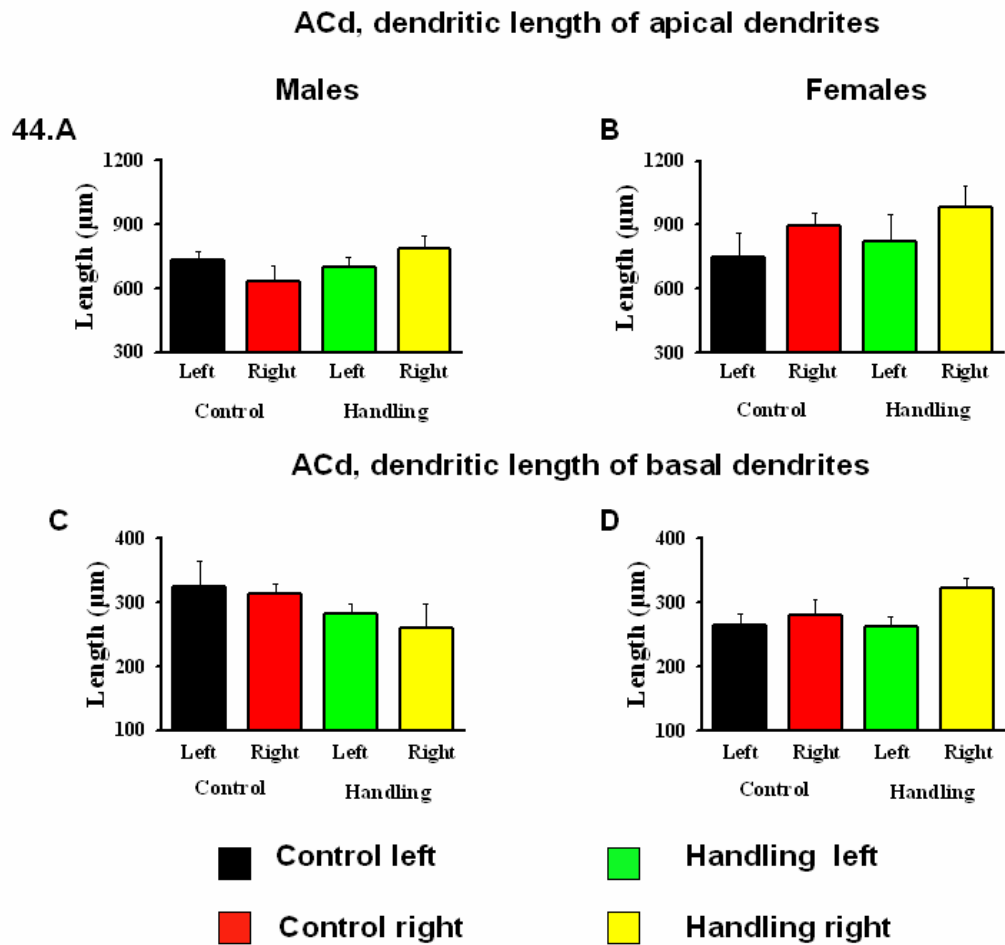 ACd, dendritic length of apical dendrites
Males Females
44.A B
1200 1200
900 900
600 600
300 300
Length (µm) Length (µm)
Left Right Left Right Left Right Left Right
Control Handling Control Handling
ACd, dendritic length of basal dendrites
C D
400 400
300 300
200 200
100 100
Length (µm) Length (µm)
Left Right Left Right Left Right Left Right
Control Handling Control Handling
Control left Handling left
Control right Handling right